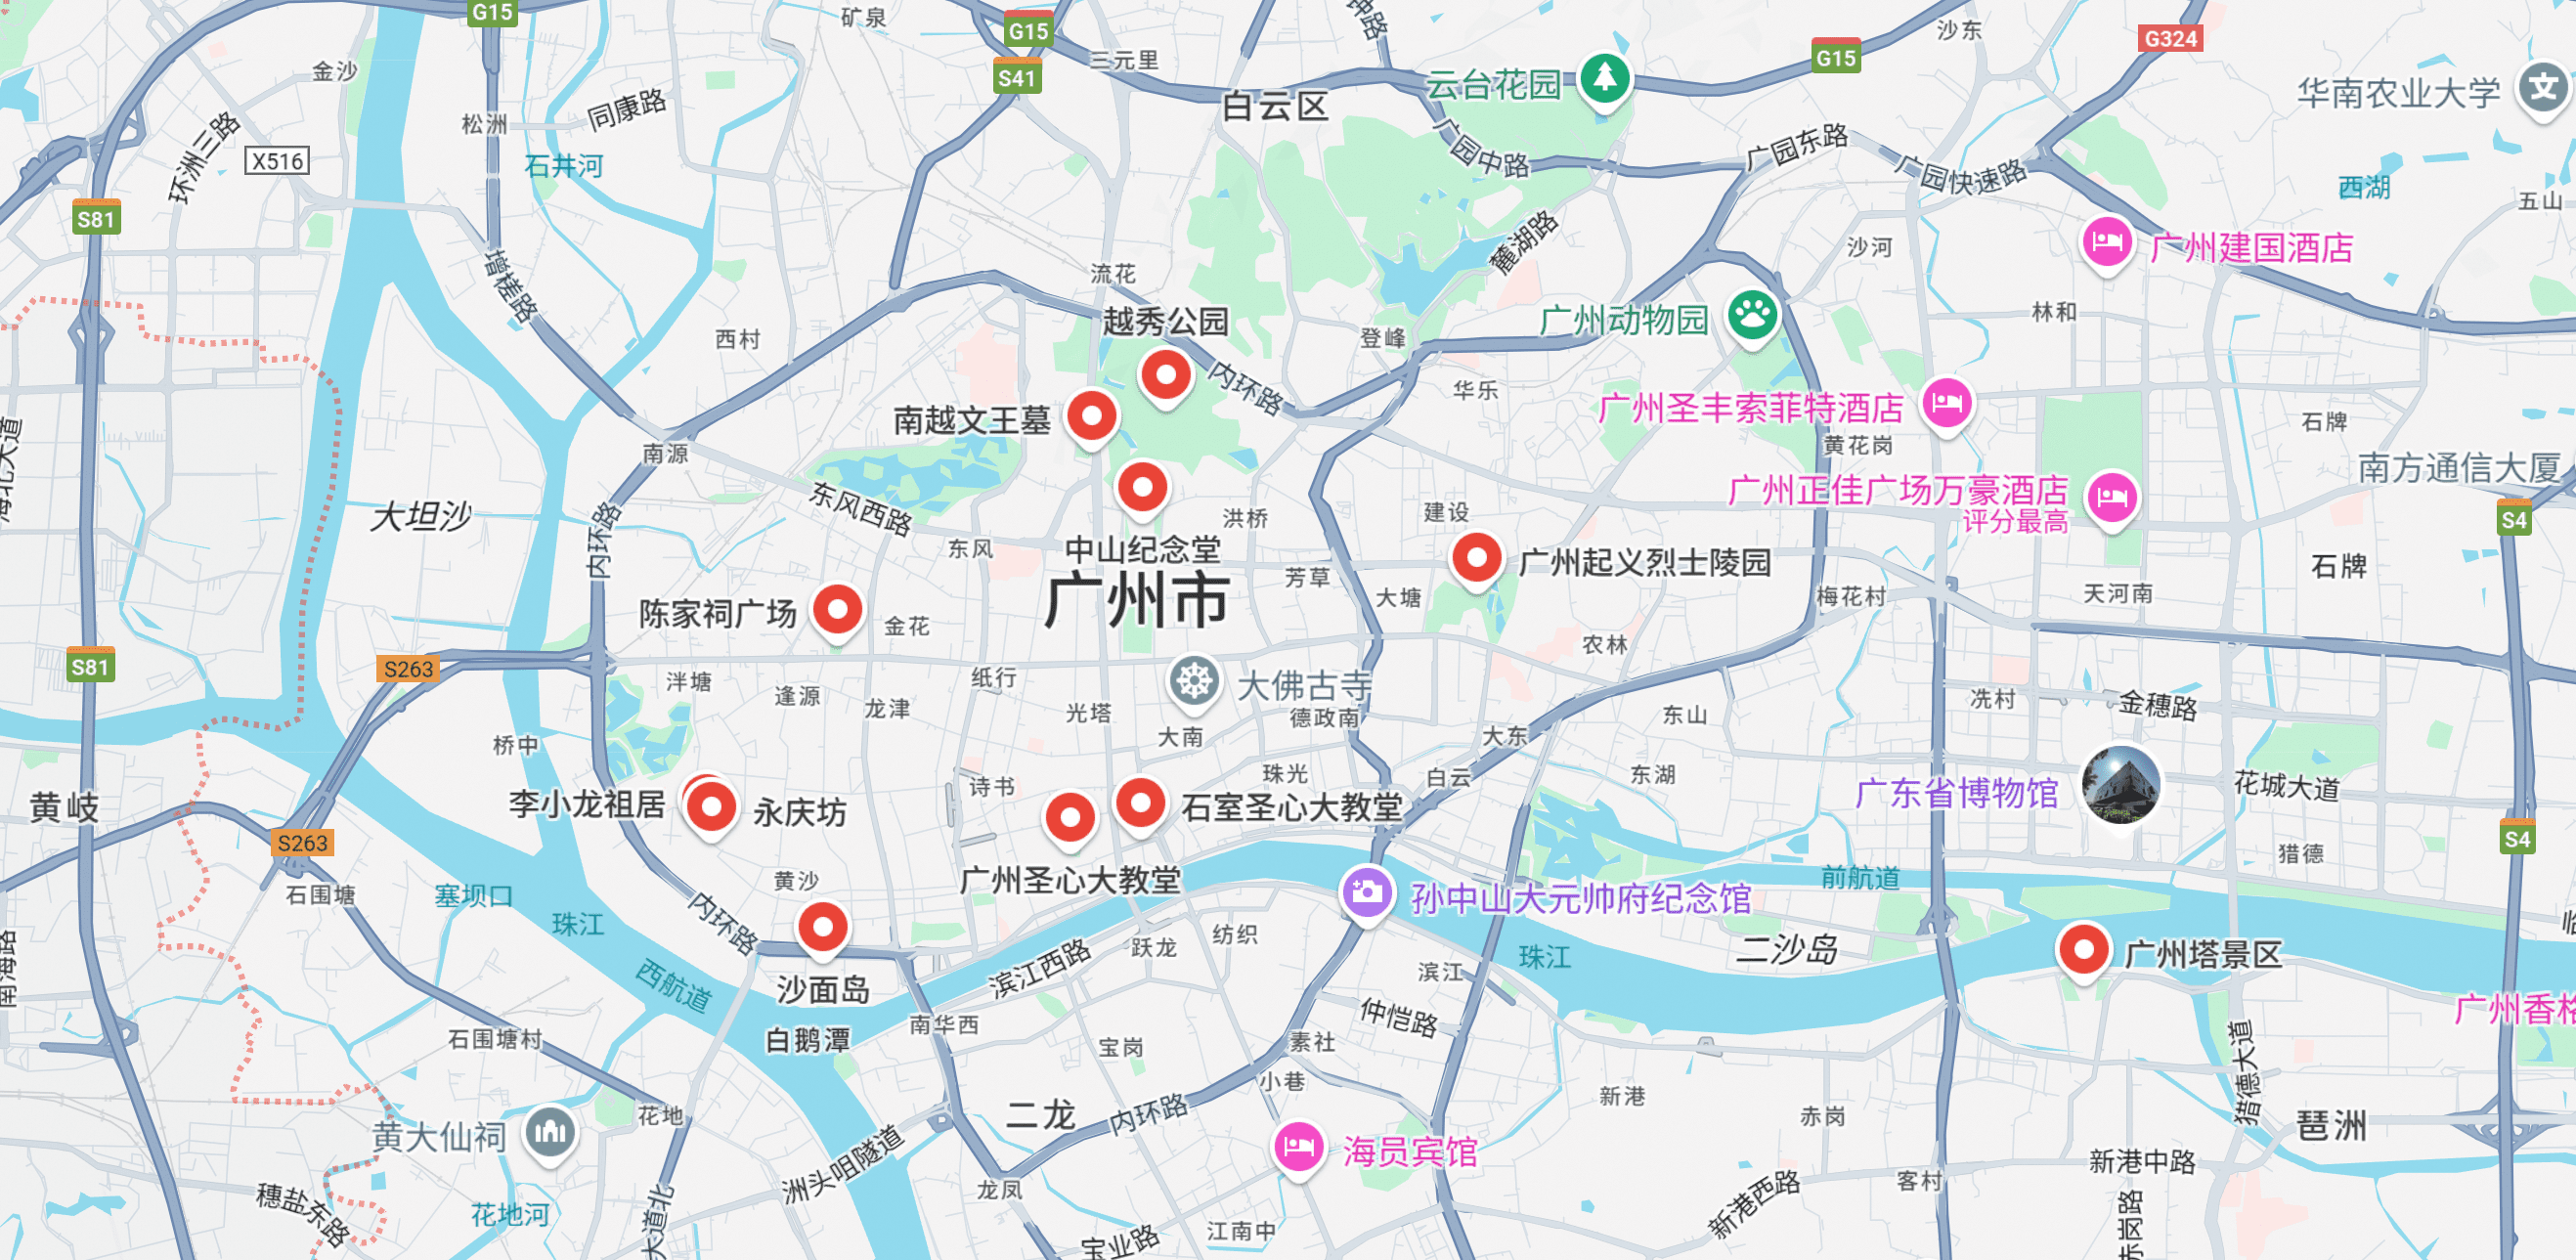 G15
矿泉
G15
三元里
S41
沙东
G324
G15
金沙
云台花园
华南农业大学
白云区
同康路
松洲
环洲三路
X516
石井河
广园中路
广园东路
广园快速路
西湖
五山
S81
麓湖路
沙河
广州建国酒店
增槎路
流花
越秀公园
广州动物园
林和
西村
登峰
内环路
华乐
南越文王墓
广州圣丰索菲特酒店
石牌
黄花岗
南源
南方通信大厦
东风西路
大坦沙
洪桥
建设
广州正佳广场万豪酒店
评分最高
S4
内环路
东风
中山纪念堂
广州起义烈士陵园
石牌
芳草
大塘
梅花村
天河南
广州市
陈家祠广场
金花
农林
S81
S263
泮塘
逢源
龙津
纸行
光塔
大佛古寺
德政南
东山
冼村
金穗路
桥中
大南
大东
李小龙祖居
永庆坊
诗书
珠光
白云
东湖
广东省博物馆
花城大道
黄岐
石室圣心大教堂
S263
S4
猎德
石围塘
塞坝口
黄沙
广州圣心大教堂
前航道
孙中山大元帅府纪念馆
珠江
内环路
沙面岛
滨江西路
跃龙
纺织
滨江
珠江
二沙岛
广州塔景区
南海路
西航道
白鹅潭
南华西
仲恺路
广州香格
石围塘村
宝岗
素社
小巷
新港
赤岗
猎德大道
琶洲
黄大仙祠
花地
二龙
内环路
海员宾馆
洲头咀隧道
新港中路
穗盐东路
花地河
大道北
龙凤
江南中
宝业路
新港西路
客村
赤岗路